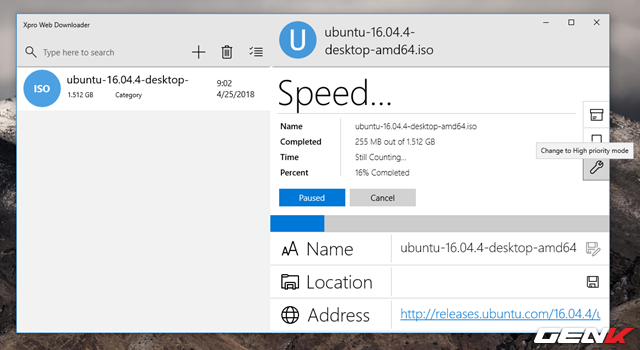 Xpro Web Downloader
Type here to search
ISO
ubuntu-16.04.4-desktop-
1.512 GB
Category
9:02
4/25/2018
U
ubuntu-16.04.4-
desktop-amd64.iso
Speed...
Name ubuntu-16.04.4-desktop-amd64.iso
Completed 255 MB out of 1.512 GB
Time Still Counting...
Percent 16% Completed
Change to High priority mode
Paused
Cancel
AA Name ubuntu-16.04.4-desktop-amd64
Location
Address http://releases.ubuntu.com/16.04.4/u
GENK